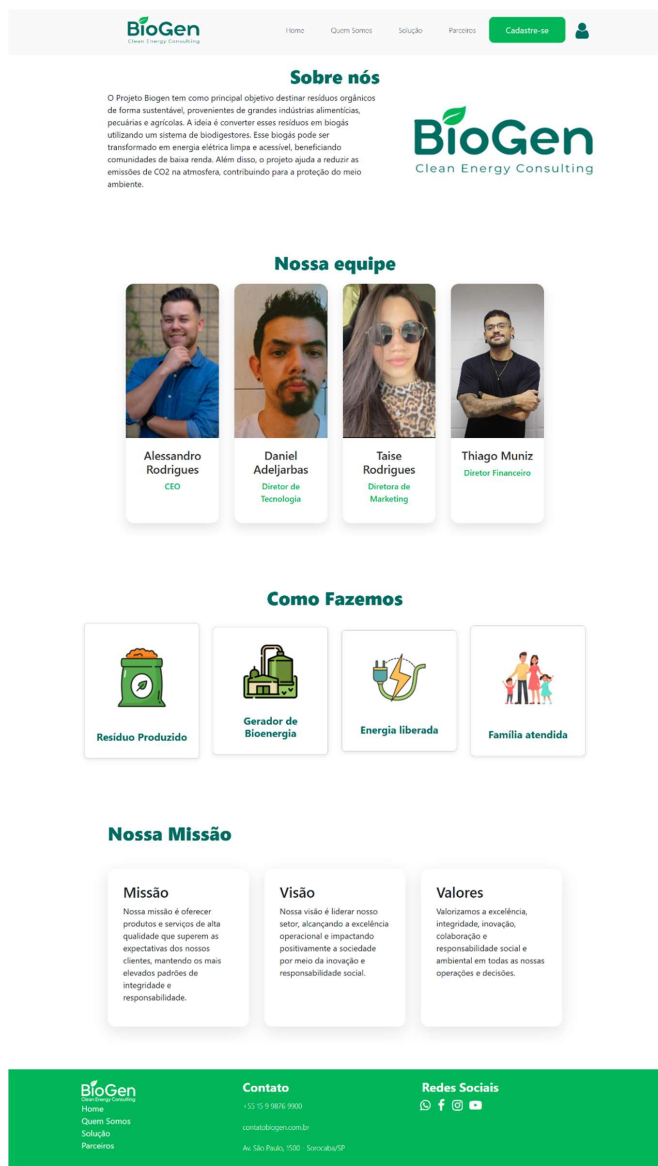 BioGen
Clean Energy Consulting
Home
Quem Somos
Solução
Parceiros
Cadastre-se
Sobre nós
O Projeto Biogen tem como principal objetivo destinar resíduos orgânicos
de forma sustentável, provenientes de grandes indústrias alimentícias,
pecuárias e agrícolas. A ideia é converter esses resíduos em biogás
utilizando um sistema de biodigestores. Esse biogás pode ser
transformado em energia elétrica limpa e acessível, beneficiando
comunidades de baixa renda. Além disso, o projeto ajuda a reduzir as
emissões de CO2 na atmosfera, contribuindo para a proteção do meio
ambiente.
BioGen
Clean Energy Consulting
Nossa equipe
Alessandro
Rodrigues
CEO
Daniel
Adeljarbas
Diretor de
Tecnologia
Taise
Rodrigues
Diretora de
Marketing
Thiago Muniz
Diretor Financeiro
Como Fazemos
Resíduo Produzido
Gerador de
Bioenergia
Energia liberada
Família atendida
Nossa Missão
Missão
Nossa missão é oferecer
produtos e serviços de alta
qualidade que superem as
expectativas dos nossos
clientes, mantendo os mais
elevados padrões de
integridade e
responsabilidade.
Visão
Nossa visão é liderar nosso
setor, alcançando a excelência
operacional e impactando
positivamente a sociedade
por meio da inovação e
responsabilidade social.
Valores
Valorizamos a excelência,
integridade, inovação,
colaboração e
responsabilidade social e
ambiental em todas as nossas
operações e decisões.
BioGen
Clean Energy Consulting
Home
Quem Somos
Solução
Parceiros
Contato
+55 15 9 9876 9900
contatobiogen.com.br
Av. São Paulo, 1500 - Sorocaba/SP
Redes Sociais